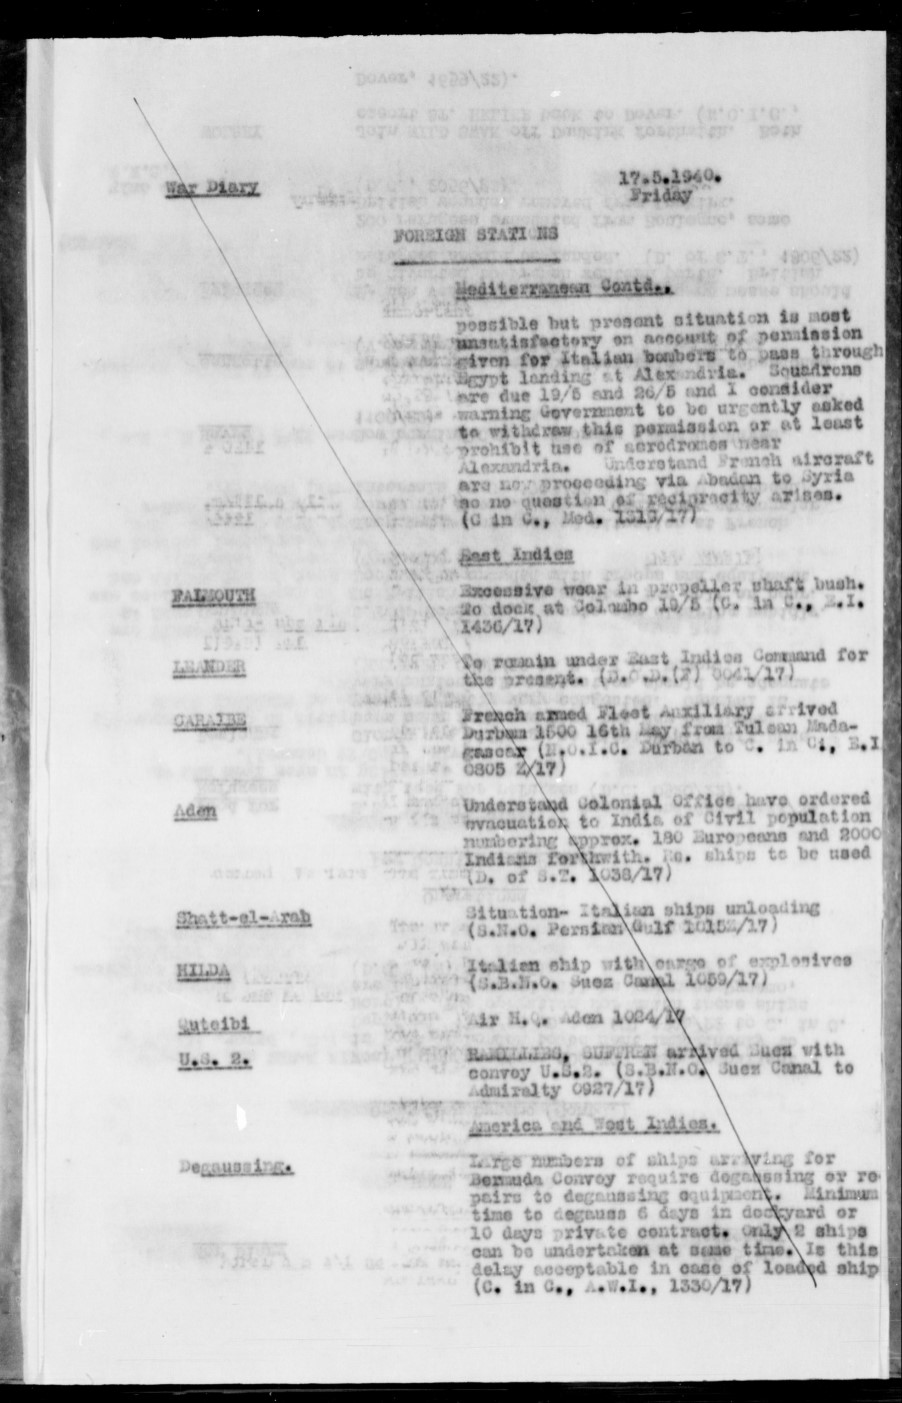 War Diary
17.5.1940.
Friday
FOREIGN STATI NS
Mediterranean Contd..
possible but present situation is most
unsatisfactory on account of permission
given for Italian bombers to pass through
Egypt landing at Alexandria. Squadrons
are due 19/5 and 26/5 and I consider
warning Government to be urgently asked
to withdraw this permission or at least
prohibit use of aerodromes near
Alexandria. Understand French aircraft
are now proceeding via Abadan to Syria
so no question of reciprocity arises.
(C in C., Med. 1313/17)
East Indies
FALMOUTH
Excessive wear in propeller shaft bush.
To dock at Colombo 19/5 (C. in C., E.I.
1436/17)
LEANDER
To remain under East Indies Command for
the present. (D.O.D.(F) 0041/17)
CARAIBE
French armed Fleet Auxiliary arrived
Durban 1500 16th May from Tulear Mada-
gascar (N.O.I.C. Durban to C. in C., E.I
0805 Z/17)
Aden
Understand Colonial Office have ordered
evacuation to India of Civil population
numbering approx. 180 Europeans and 2000
Indians forthwith. ships to be used
(D. of S.T. 1038/17)
Shatt-el-Arab
Situation- Italian ships unloading
(S.N.O. Persian Gulf 1015Z/17)
HILDA
Italian ship with cargo of explosives
(S.B.N.O. Suez Canal 1059/17)
Quteibi
Air H.Q. Aden 1024/17
U.S. 2.
RAMILLIES, SUFFREN arrived Suez with
convoy U.S.2. (S.B.N.O. Suez Canal to
Admiralty 0927/17)
America and West Indies.
Degaussing.
Large numbers of ships arriving for
Bermuda Convoy require degaussing or re-
pairs to degaussing equipment. Minimum
time to degauss 6 days in dockyard or
10 days private contract. Only 2 ships
can be undertaken at same time. Is this
delay acceptable in case of loaded ship
(C. in C., A.W.I., 1330/17)